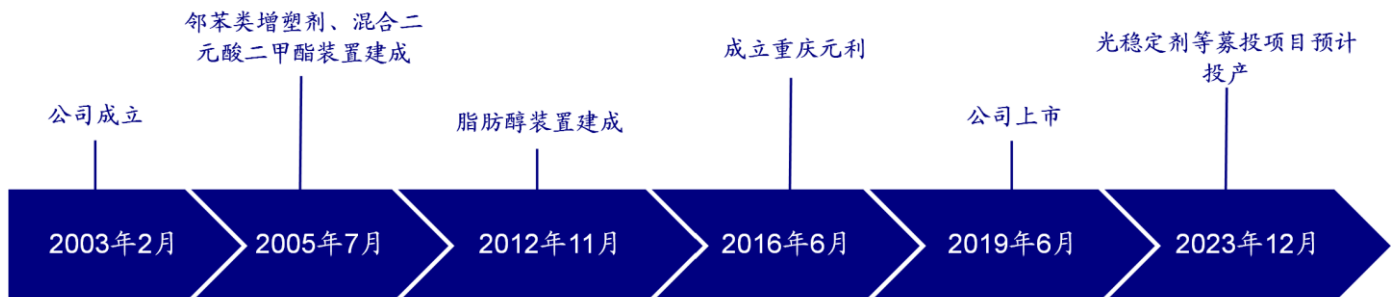 公司成立
邻苯类增塑剂、混合二
元酸二甲酯装置建成
脂肪醇装置建成
成立重庆元利
公司上市
光稳定剂等募投项目预计
投产
2003年2月
2005年7月
2012年11月
2016年6月
2019年6月
2023年12月